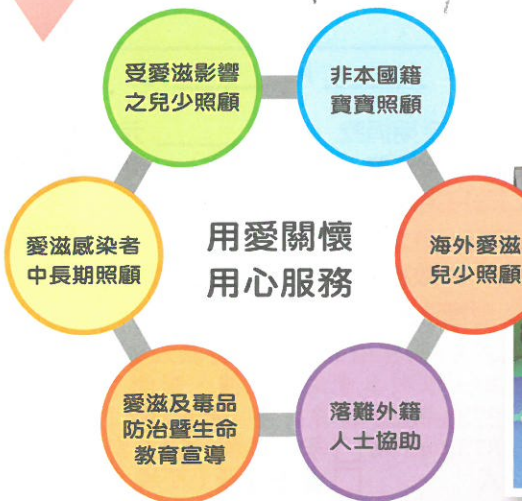 受愛滋影響
之兒少照顧
非本國籍
寶寶照顧
愛滋感染者
中長期照顧
用愛關懷
用心服務
海外愛滋
兒少照顧
愛滋及毒品
防治暨生命
教育宣導
落難外籍
人士協助